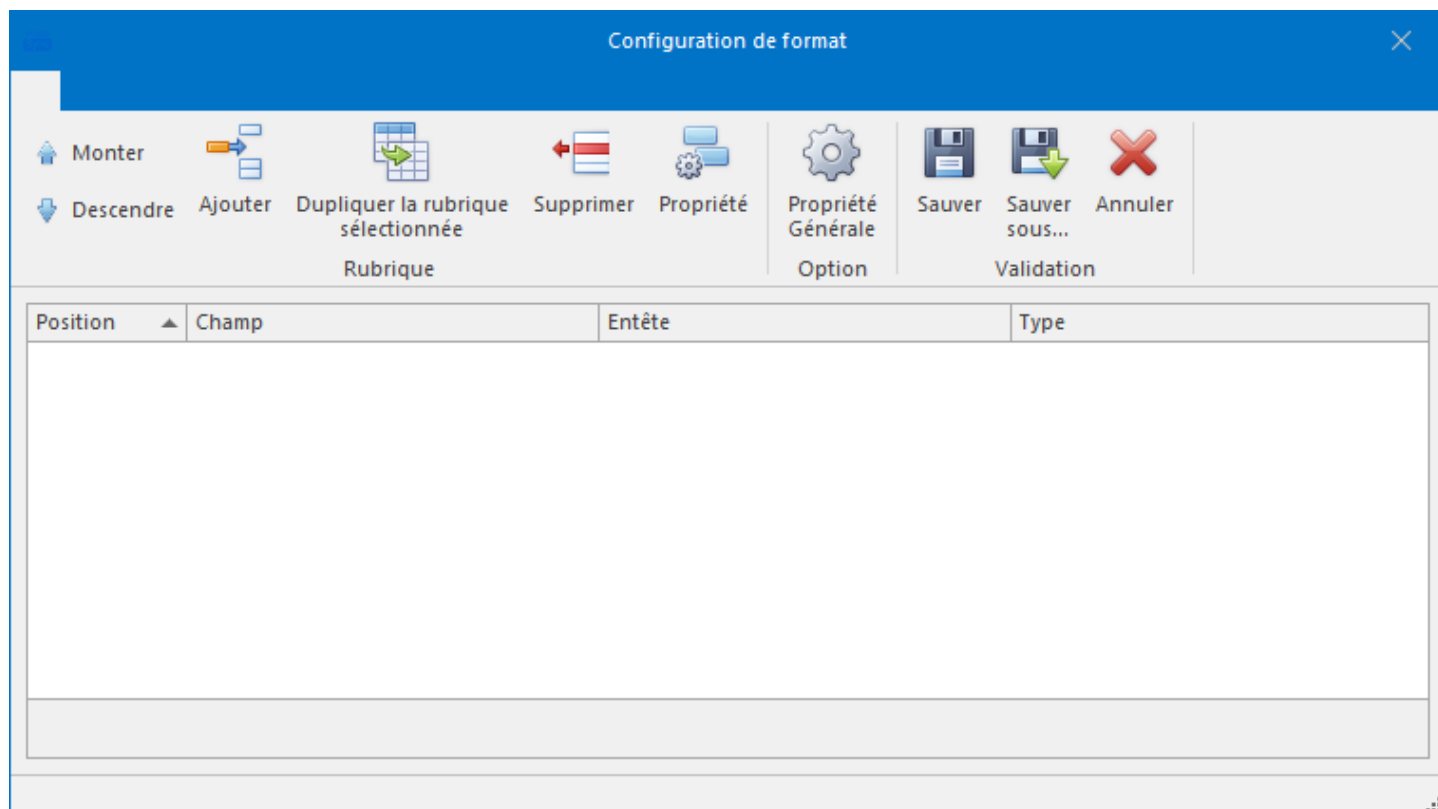 Configuration de format
Monter
Descendre
Ajouter
Dupliquer la rubrique
sélectionnée
Supprimer
Propriété
Rubrique
Propriété
Générale
Option
Sauver
Sauver
sous...
Annuler
Validation
Position Champ Entête Type